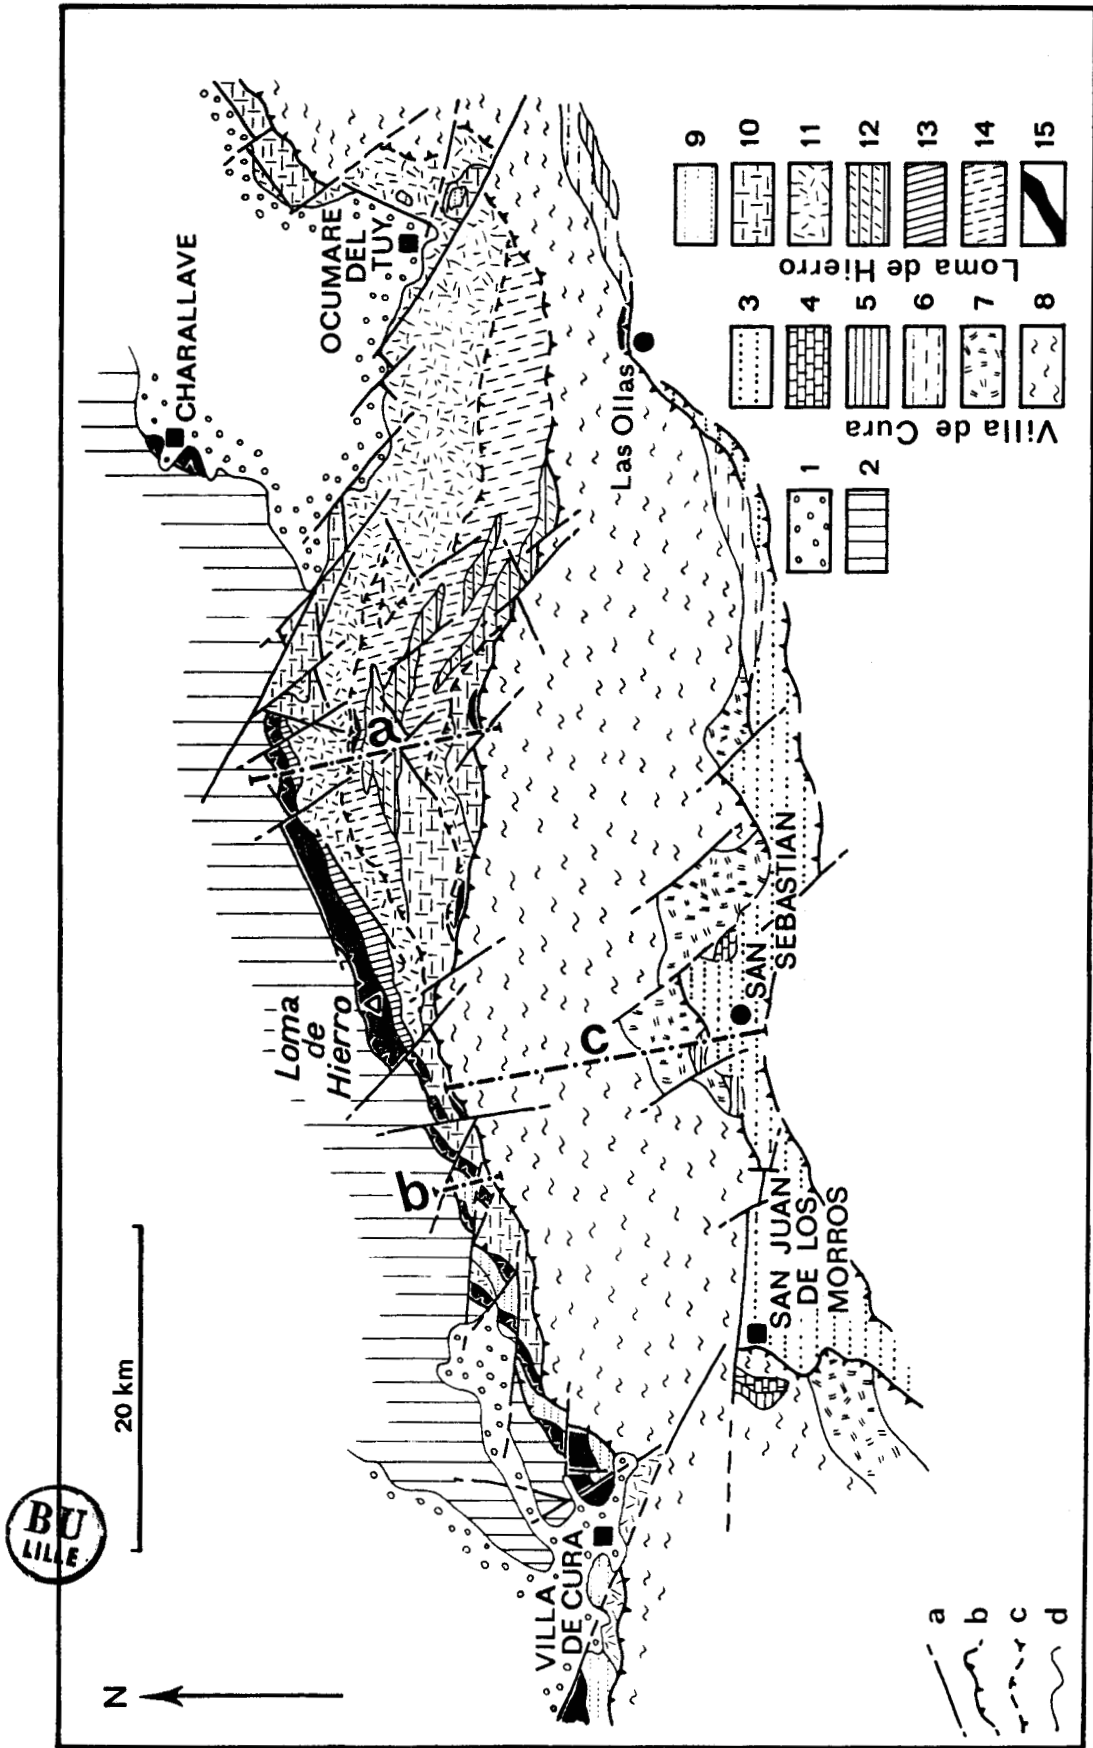 N
20 km
BU
LILLE
CHARALLAVE
OCUMARE
DEL
TUY
Loma
de
Hierro
a
b
c
Las Ollas
VILLA
DE CURA
SAN JUAN
DE LOS
MORROS
SAN
SEBASTIAN
1
2
Villa de Cura
3
4
5
6
7
8
Loma de Hierro
9
10
11
12
13
14
15
a
b
c
d